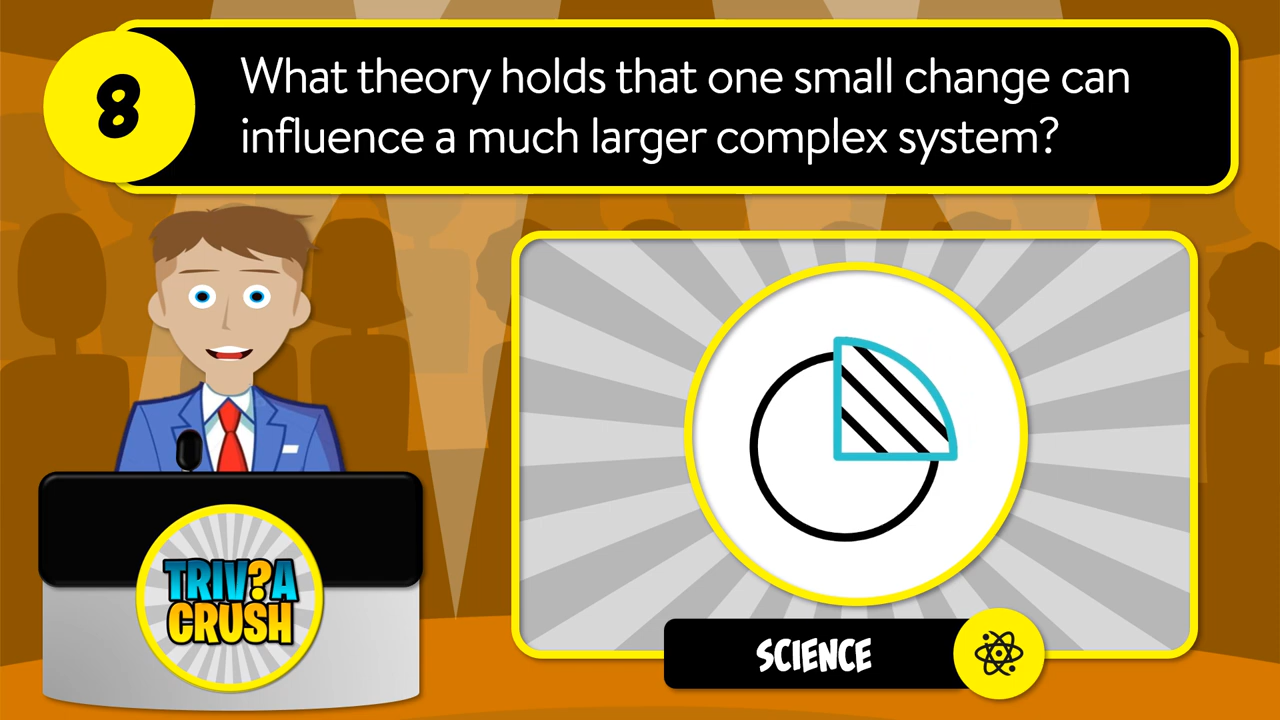 8
What theory holds that one small change can
influence a much larger complex system?
TRIV?A
CRUSH
SCIENCE